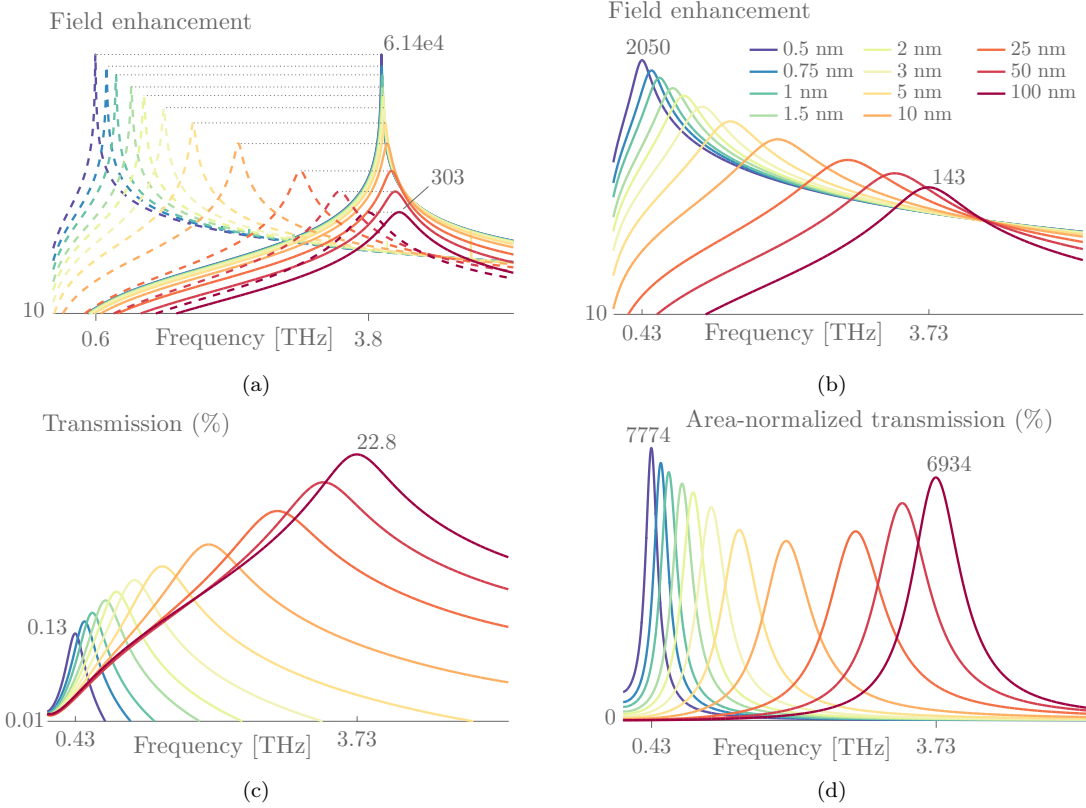 Field enhancement
6.14e4
303
10
0.6
Frequency [THz]
3.8
(a)
Field enhancement
2050
0.5 nm
0.75 nm
1 nm
1.5 nm
2 nm
3 nm
5 nm
10 nm
25 nm
50 nm
100 nm
143
10
0.43
Frequency [THz]
3.73
(b)
Transmission (%)
22.8
0.13
0.01
0.43
Frequency [THz]
3.73
(c)
Area-normalized transmission (%)
7774
6934
0
0.43
Frequency [THz]
3.73
(d)